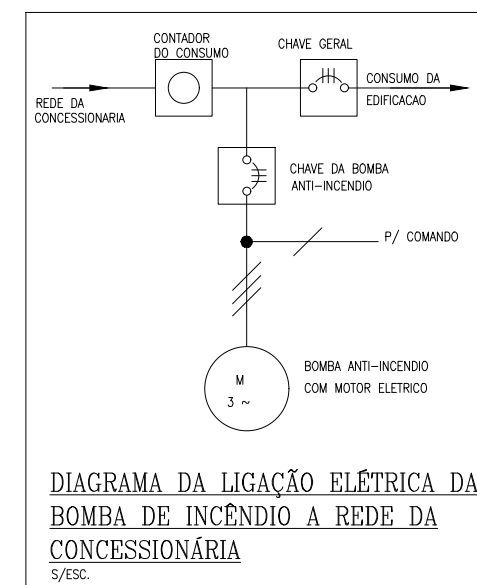 CONTADOR
DO CONSUMO
CHAVE GERAL
REDE DA
CONCESSIONARIA
CONSUMO DA
EDIFICACAO
CHAVE DA BOMBA
ANTI-INCENDIO
P/ COMANDO
M
3 ~
BOMBA ANTI-INCENDIO
COM MOTOR ELETRICO
DIAGRAMA DA LIGAÇÃO ELÉTRICA DA
BOMBA DE INCÊNDIO A REDE DA
CONCESSIONÁRIA
S/ESC.